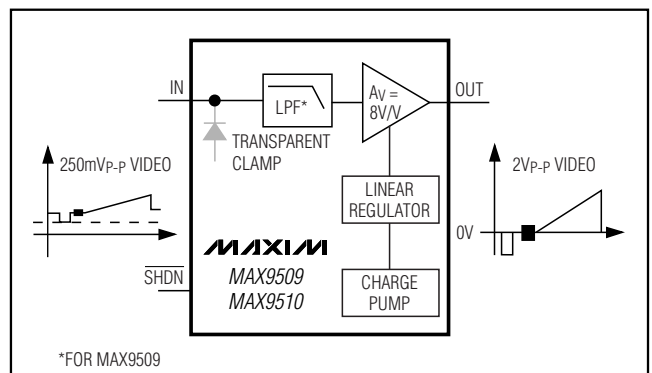 IN
OUT
LPF*
AV =
8V/V
TRANSPARENT
CLAMP
250mVP-P VIDEO
2VP-P VIDEO
LINEAR
REGULATOR
0V
MAXIM
SHDN
MAX9509
MAX9510
CHARGE
PUMP
*FOR MAX9509